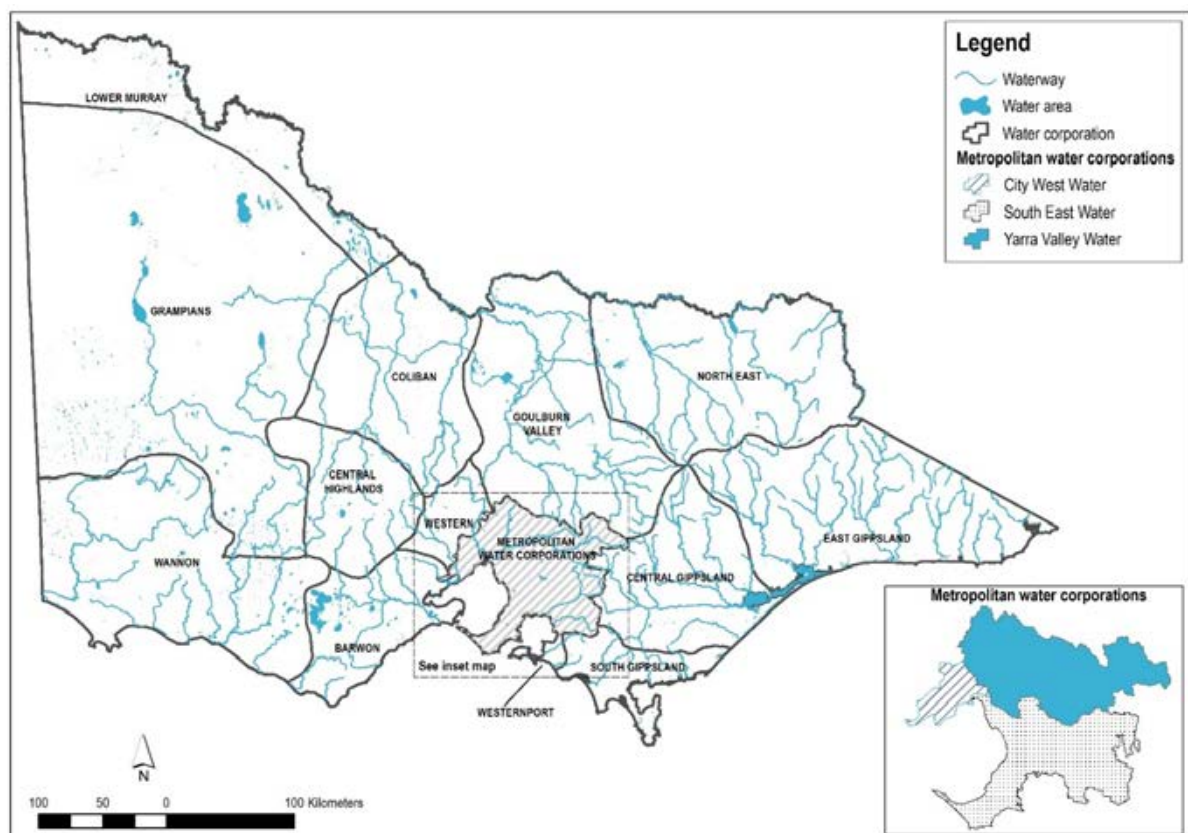 Legend
Waterway
Water area
Water corporation
Metropolitan water corporations
City West Water
South East Water
Yarra Valley Water
LOWER MURRAY
GRAMPIANS
COLIBAN
NORTH EAST
GOULBURN
VALLEY
CENTRAL
HIGHLANDS
WESTERN
METROPOLITAN
WATER CORPORATIONS
EAST GIPPSLAND
WANNON
CENTRAL GIPPSLAND
BARWON
See inset map
SOUTH GIPPSLAND
WESTERNPORT
Metropolitan water corporations
N
100 50 0 100 Kilometers